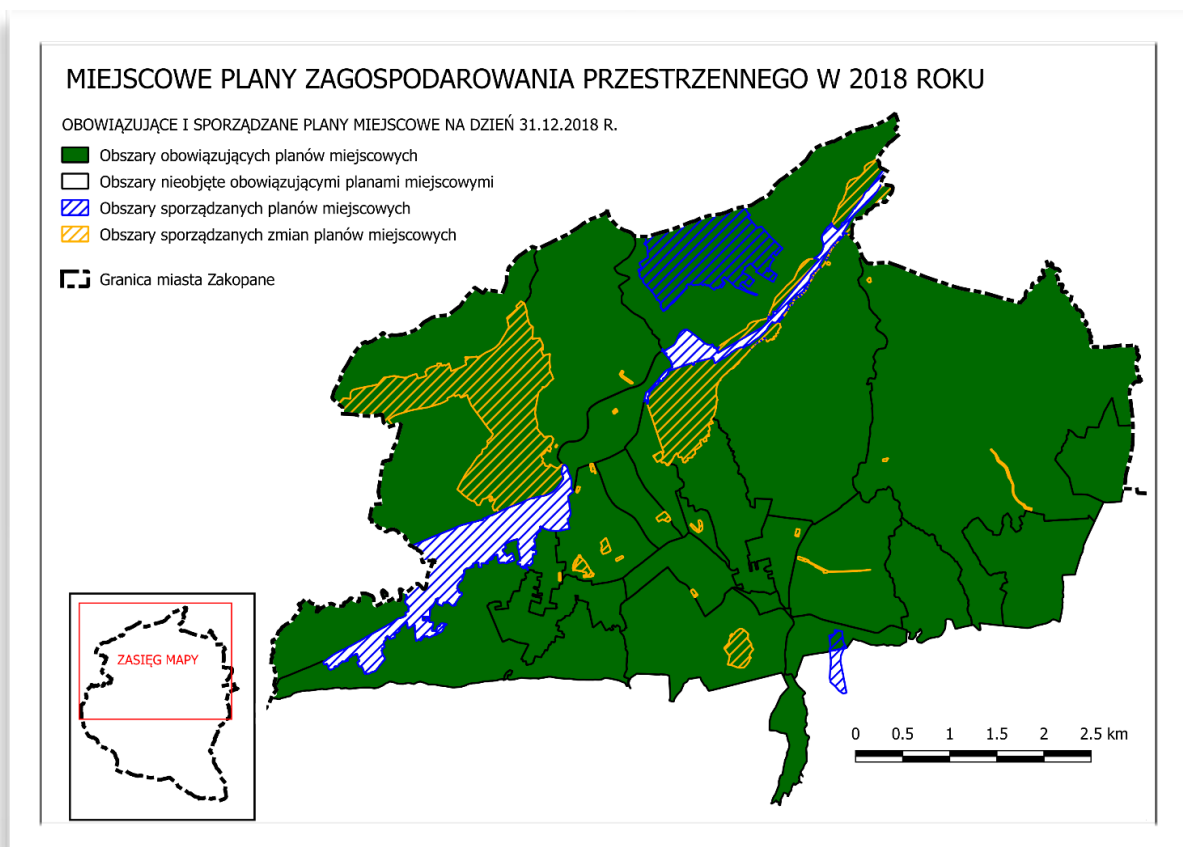 MIEJSCOWE PLANY ZAGOSPODAROWANIA PRZESTRZENNEGO W 2018 ROKU
OBOWIĄZUJĄCE I SPORZĄDZANE PLANY MIEJSCOWE NA DZIEŃ 31.12.2018 R.
Obszary obowiązujących planów miejscowych
Obszary nieobjęte obowiązującymi planami miejscowymi
Obszary sporządzanych planów miejscowych
Obszary sporządzanych zmian planów miejscowych
Granica miasta Zakopane
ZASIĘG MAPY
0 0.5 1 1.5 2 2.5 km